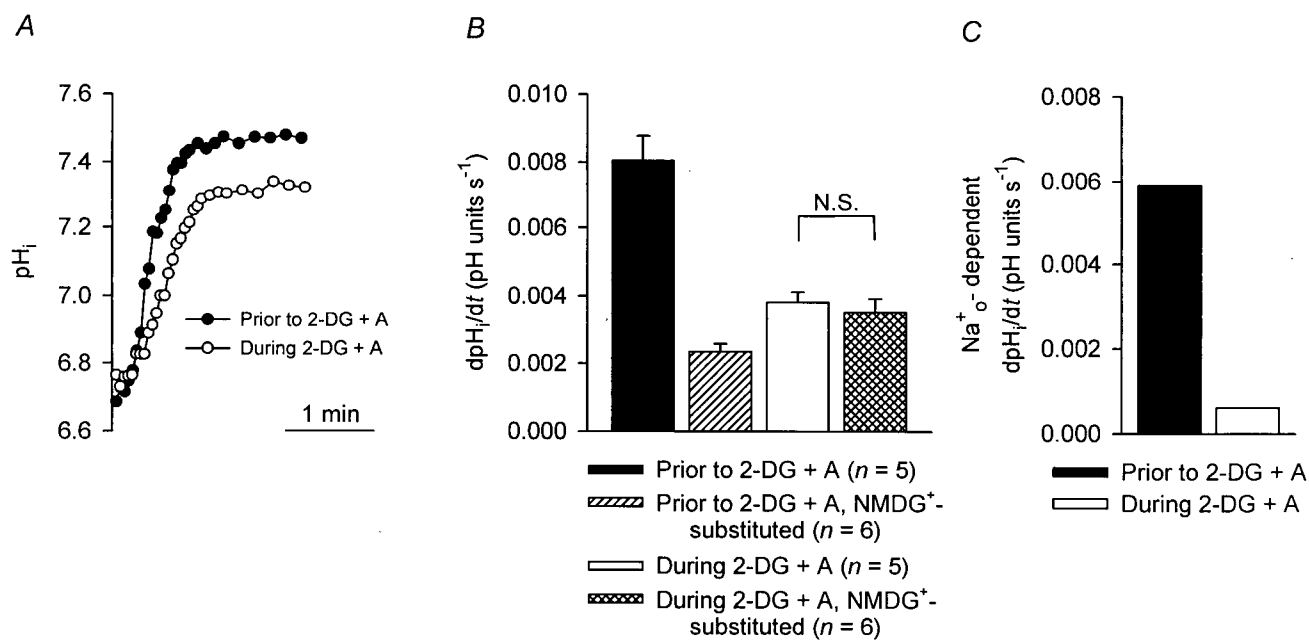 A
7.6
7.4
7.2
7.0
6.8
6.6
pHi
Prior to 2-DG + A
During 2-DG + A
1 min
B
0.010
0.008
0.006
0.004
0.002
0.000
dpHi/dt (pH units s-1)
N.S.
Prior to 2-DG + A (n = 5)
Prior to 2-DG + A, NMDG+-
substituted (n = 6)
During 2-DG + A (n = 5)
During 2-DG + A, NMDG+-
substituted (n = 6)
C
0.008
0.006
0.004
0.002
0.000
Na+o- dependent
dpHi/dt (pH units s-1)
Prior to 2-DG + A
During 2-DG + A